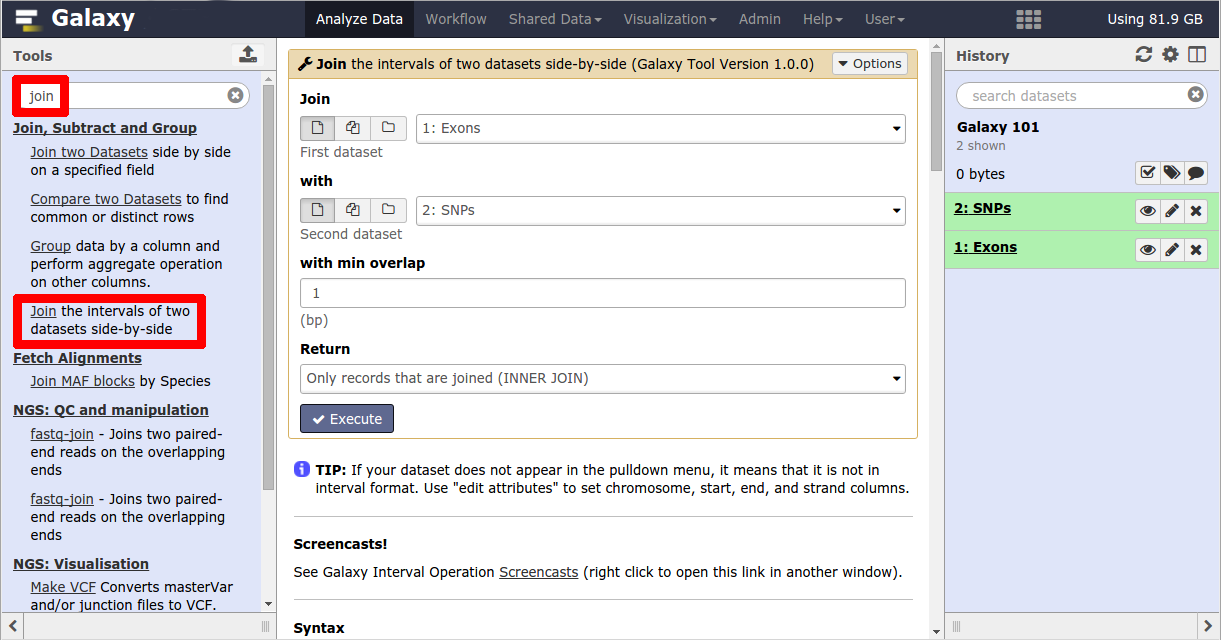 Galaxy
Analyze Data
Workflow
Shared Data
Visualization
Admin
Help
User
Using 81.9 GB
Tools
join
Join, Subtract and Group
Join two Datasets side by side
on a specified field
Compare two Datasets to find
common or distinct rows
Group data by a column and
perform aggregate operation
on other columns.
Join the intervals of two
datasets side-by-side
Fetch Alignments
Join MAF blocks by Species
NGS: QC and manipulation
fastq-join - Joins two paired-
end reads on the overlapping
ends
fastq-join - Joins two paired-
end reads on the overlapping
ends
NGS: Visualisation
Make VCF Converts masterVar
and/or junction files to VCF.
Join the intervals of two datasets side-by-side (Galaxy Tool Version 1.0.0)
Options
Join
1: Exons
First dataset
with
2: SNPs
Second dataset
with min overlap
1
(bp)
Return
Only records that are joined (INNER JOIN)
Execute
TIP: If your dataset does not appear in the pulldown menu, it means that it is not in
interval format. Use "edit attributes" to set chromosome, start, end, and strand columns.
Screencasts!
See Galaxy Interval Operation Screencasts (right click to open this link in another window).
Syntax
History
search datasets
Galaxy 101
2 shown
0 bytes
2: SNPs
1: Exons